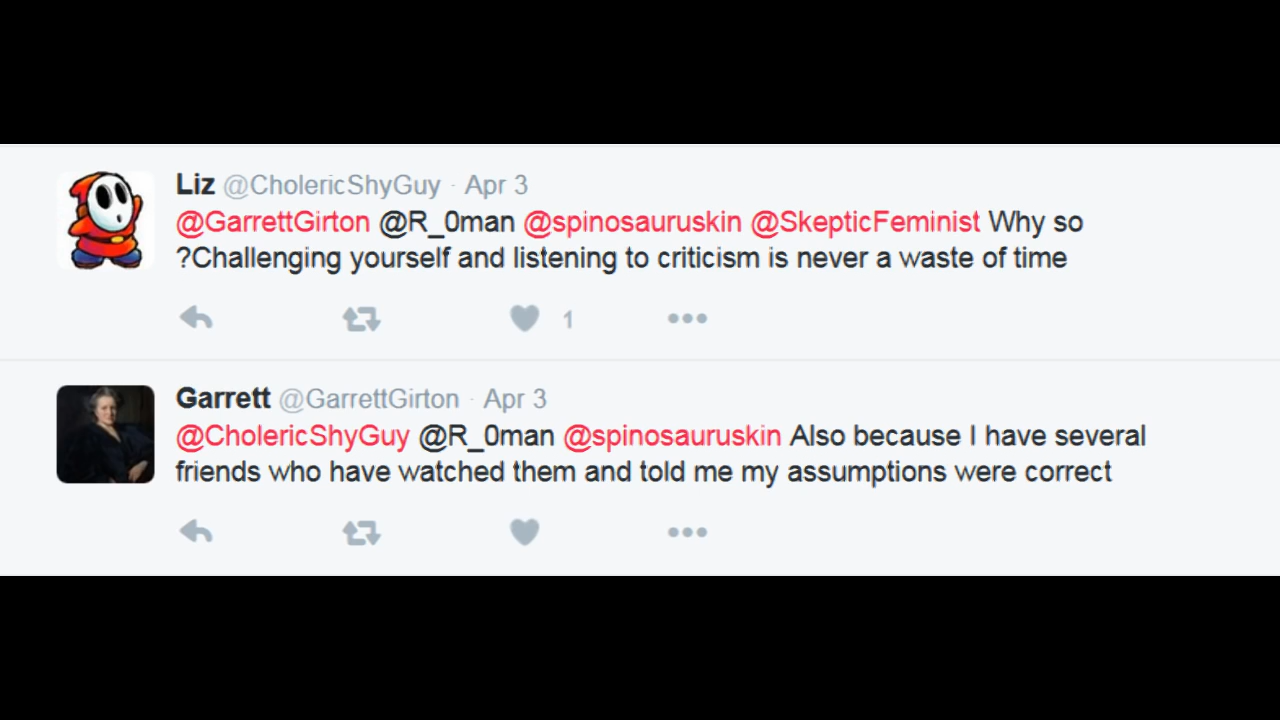 Liz @CholericShyGuy · Apr 3
@GarrettGirton @R_0man @spinosauruskin @SkepticFeminist Why so
?Challenging yourself and listening to criticism is never a waste of time
1
Garrett @GarrettGirton · Apr 3
@CholericShyGuy @R_0man @spinosauruskin Also because I have several
friends who have watched them and told me my assumptions were correct